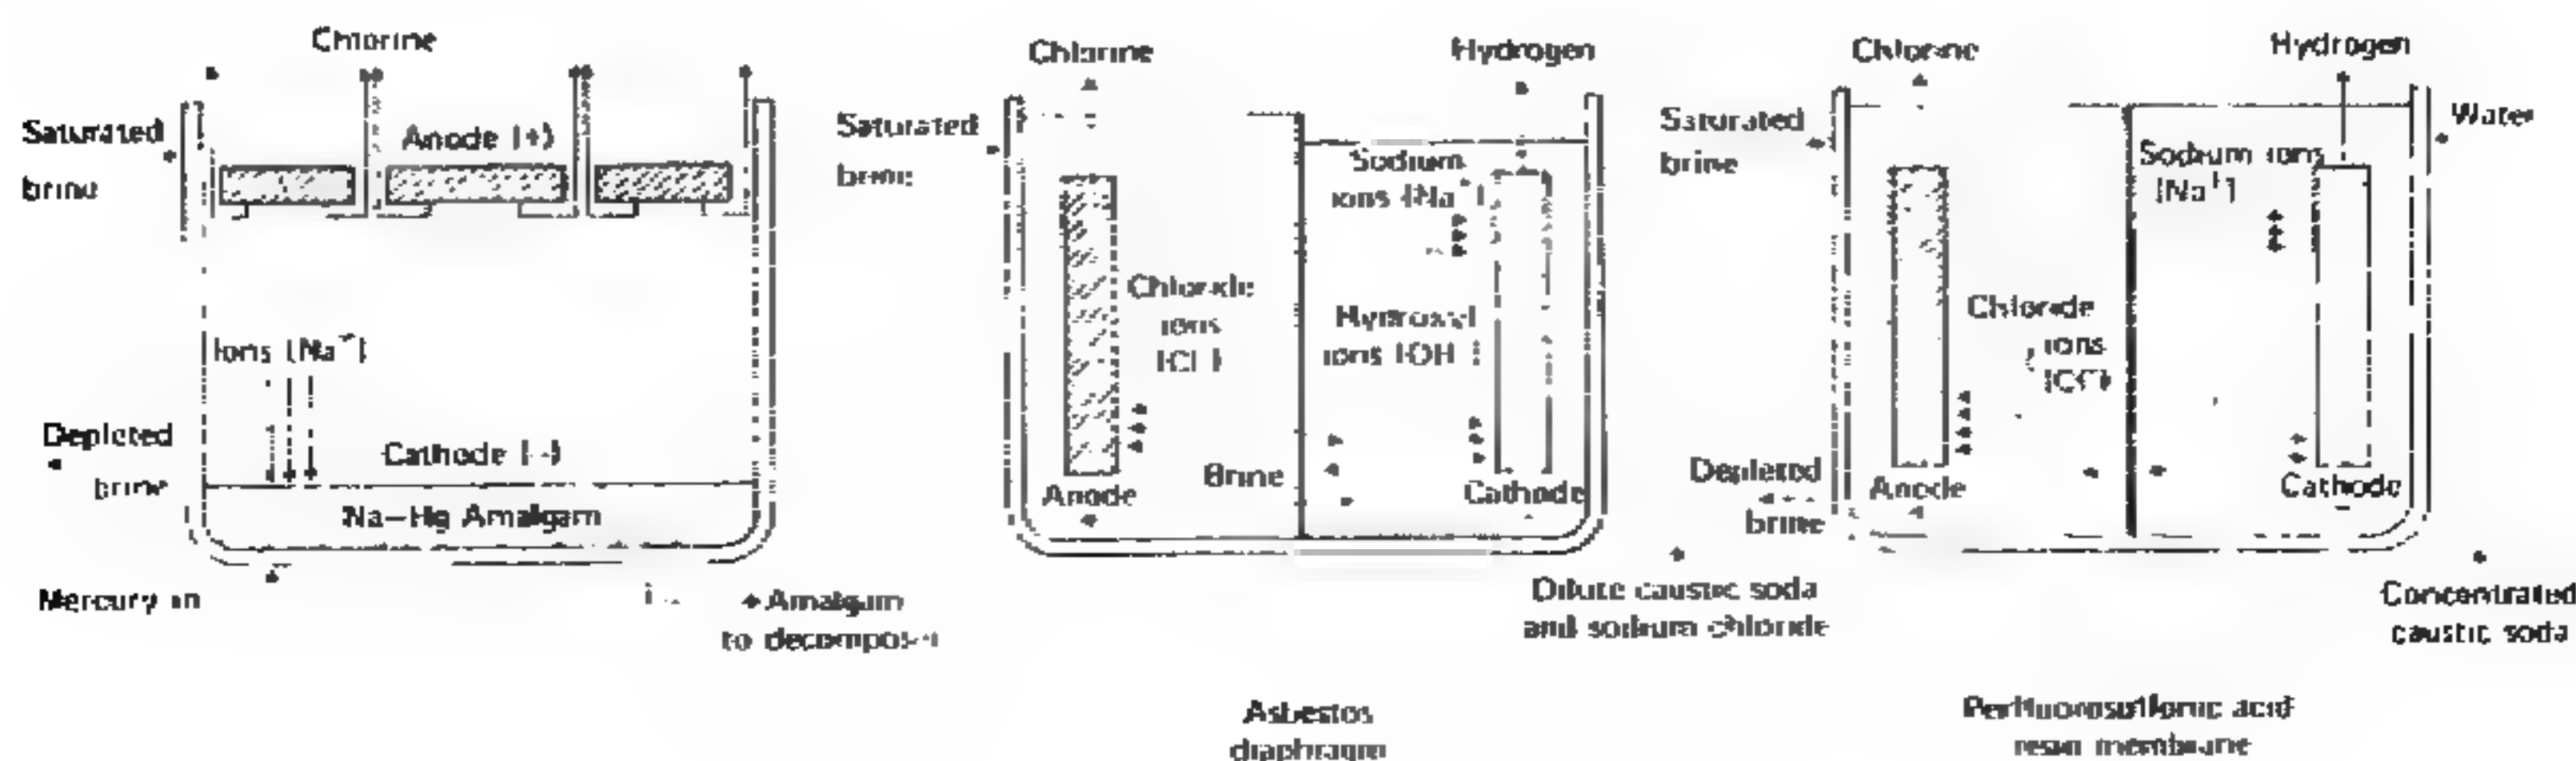 Chlorine
Saturated
brine
Anode (+)
Ions (Na+)
Depleted
brine
Cathode (-)
Na-Hg Amalgam
Mercury in
Amalgam
to decomposer
Chlorine
Hydrogen
Saturated
brine
Sodium
ions (Na+)
Chloride
ions
(Cl-)
Hydroxyl
ions (OH-)
Brine
Anode
Cathode
Dilute caustic soda
and sodium chloride
Asbestos
diaphragm
Chlorine
Hydrogen
Saturated
brine
Water
Sodium ions
(Na+)
Chloride
ions
(Cl-)
Depleted
brine
Anode
Cathode
Concentrated
caustic soda
Perfluorosulfonic acid
resin membrane